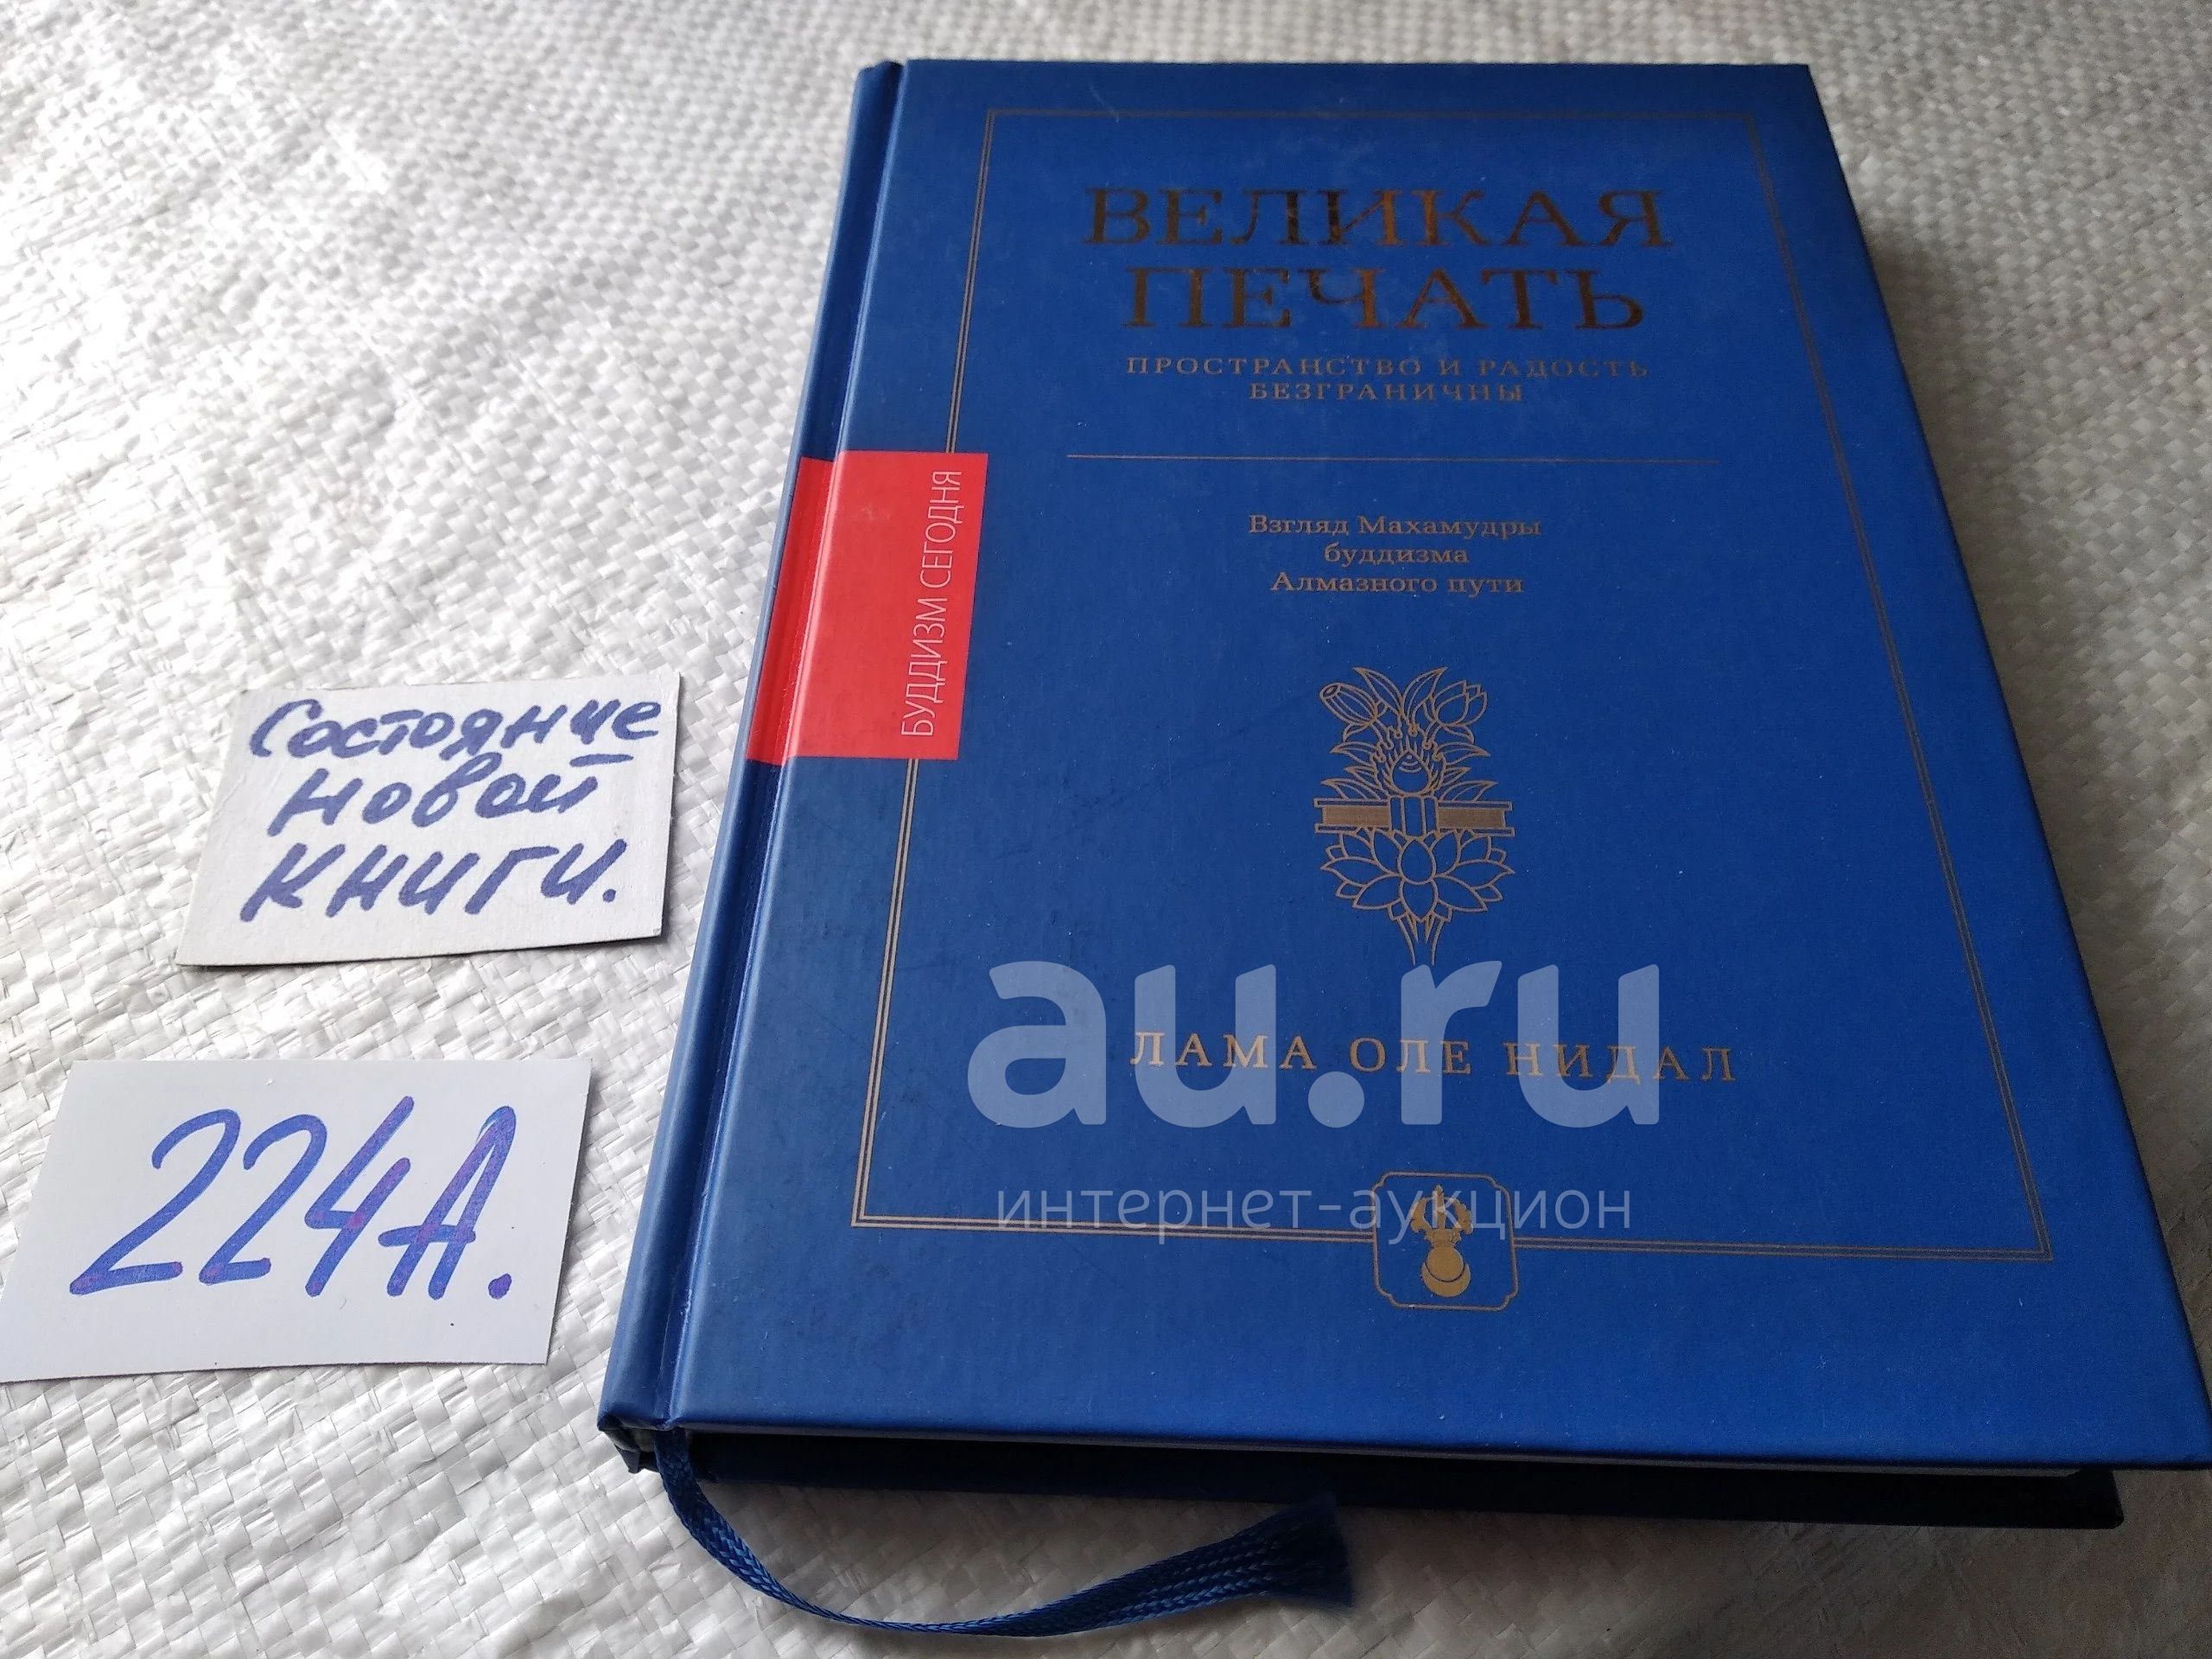 ВЕЛИКАЯ
ПЕЧАТЬ
ПРОСТРАНСТВО И РАДОСТЬ
БЕЗГРАНИЧНЫ
Взгляд Махамудры
буддизма
Алмазного пути
БУДДИЗМ СЕГОДНЯ
ЛАМА ОЛЕ НИДАЛ
Состояние
новой
книги.
224А.
au.ru
интернет-аукцион